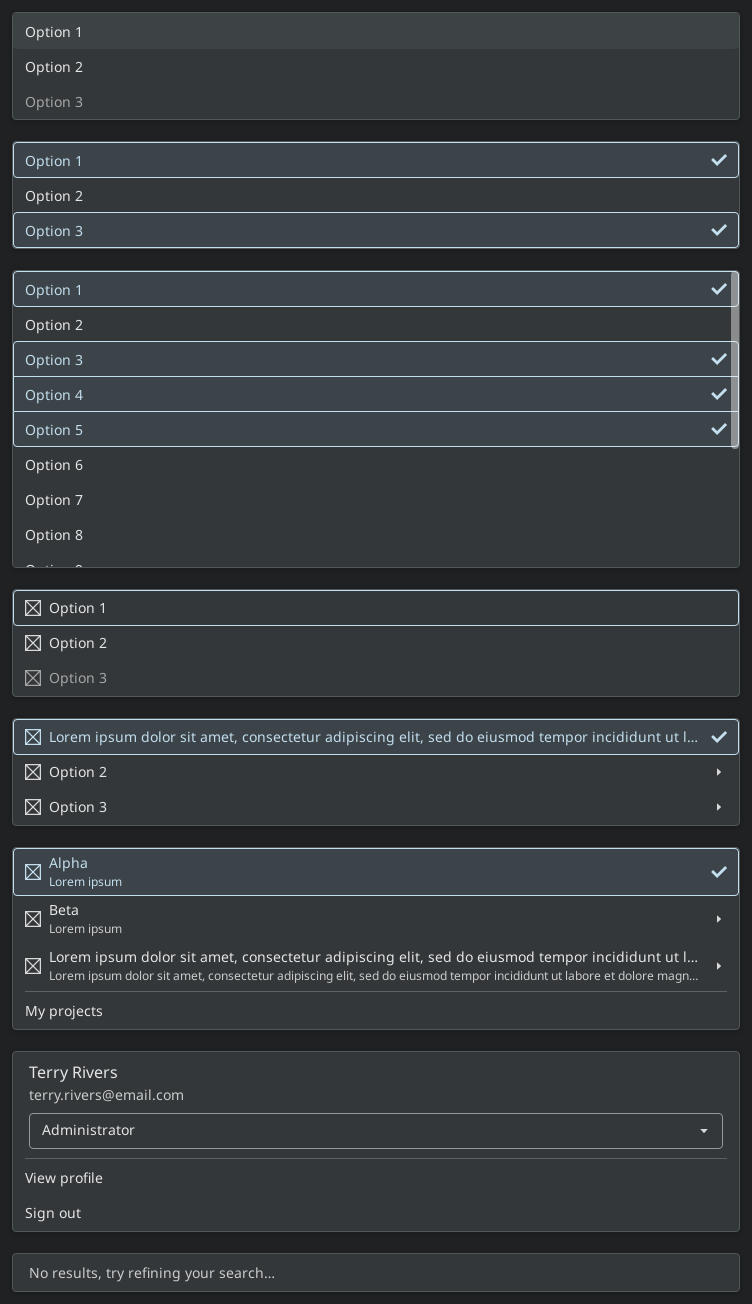 Option 1
Option 2
Option 3
Option 1
Option 2
Option 3
Option 1
Option 2
Option 3
Option 4
Option 5
Option 6
Option 7
Option 8
Option 1
Option 2
Option 3
Lorem ipsum dolor sit amet, consectetur adipiscing elit, sed do eiusmod tempor incididunt ut l...
Option 2
Option 3
Alpha
Lorem ipsum
Beta
Lorem ipsum
Lorem ipsum dolor sit amet, consectetur adipiscing elit, sed do eiusmod tempor incididunt ut l...
Lorem ipsum dolor sit amet, consectetur adipiscing elit, sed do eiusmod tempor incididunt ut labore et dolore magn...
My projects
Terry Rivers
terry.rivers@email.com
Administrator
View profile
Sign out
No results, try refining your search...